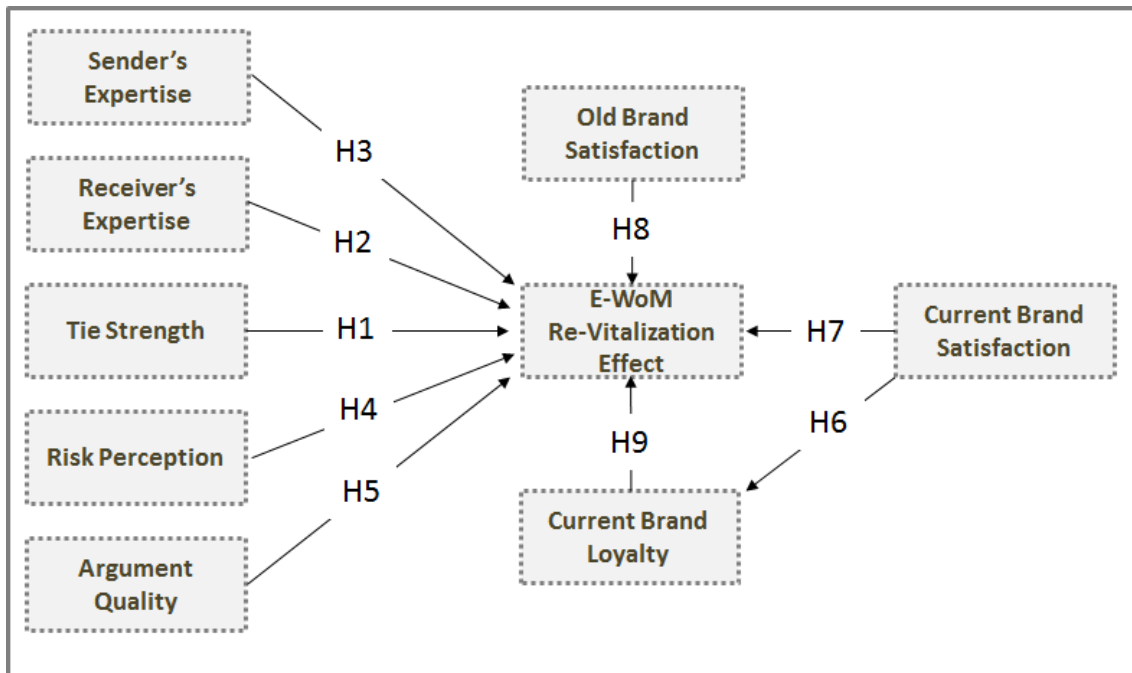 Sender’s
Expertise
H3
Receiver’s
Expertise
H2
Tie Strength
H1
Risk Perception
H4
Argument
Quality
H5
Old Brand
Satisfaction
H8
E-WoM
Re-Vitalization
Effect
H7
Current Brand
Satisfaction
H6
H9
Current Brand
Loyalty